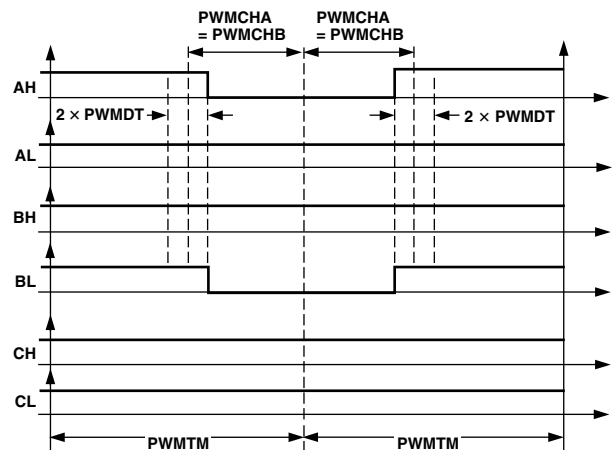 PWMCHA
= PWMCHB
PWMCHA
= PWMCHB
AH
2 × PWMDT
2 × PWMDT
AL
BH
BL
CH
CL
PWMTM
PWMTM